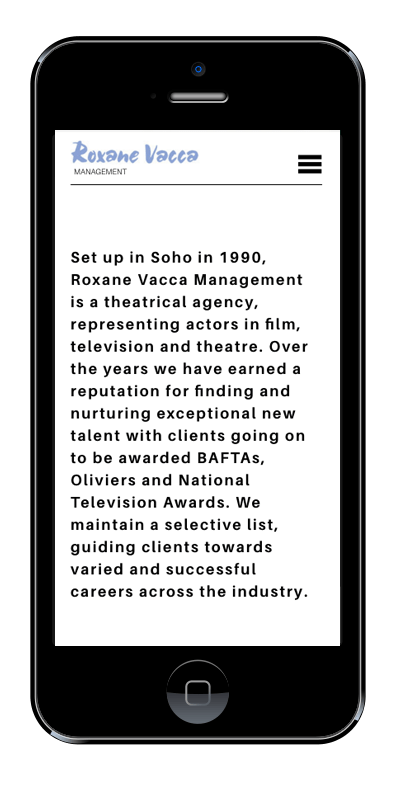 Roxane Vacca
MANAGEMENT
Set up in Soho in 1990,
Roxane Vacca Management
is a theatrical agency,
representing actors in film,
television and theatre. Over
the years we have earned a
reputation for finding and
nurturing exceptional new
talent with clients going on
to be awarded BAFTAs,
Oliviers and National
Television Awards. We
maintain a selective list,
guiding clients towards
varied and successful
careers across the industry.